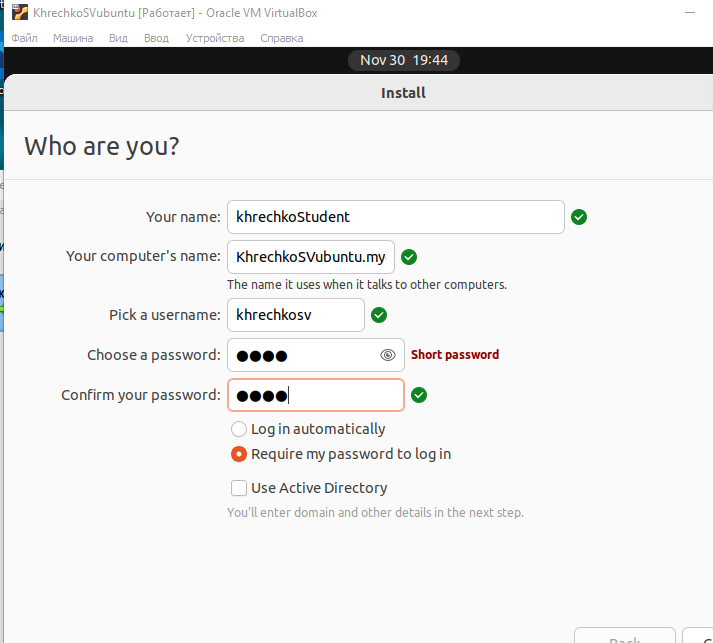 KhrechkoSVubuntu [Работает] - Oracle VM VirtualBox
Файл Машина Вид Ввод Устройства Справка
Nov 30 19:44
Install
Who are you?
Your name: khrechkoStudent
Your computer's name: KhrechkoSVubuntu.my
The name it uses when it talks to other computers.
Pick a username: khrechkosv
Choose a password: ●●●● Short password
Confirm your password: ●●●●
Log in automatically
Require my password to log in
Use Active Directory
You'll enter domain and other details in the next step.
Back